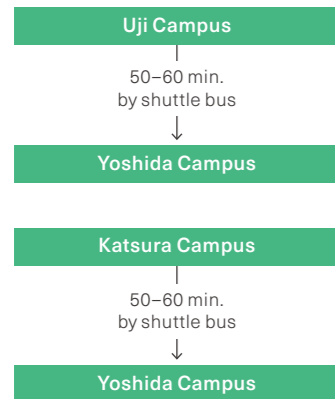 Uji Campus
50–60 min.
by shuttle bus
Yoshida Campus
Katsura Campus
50–60 min.
by shuttle bus
Yoshida Campus